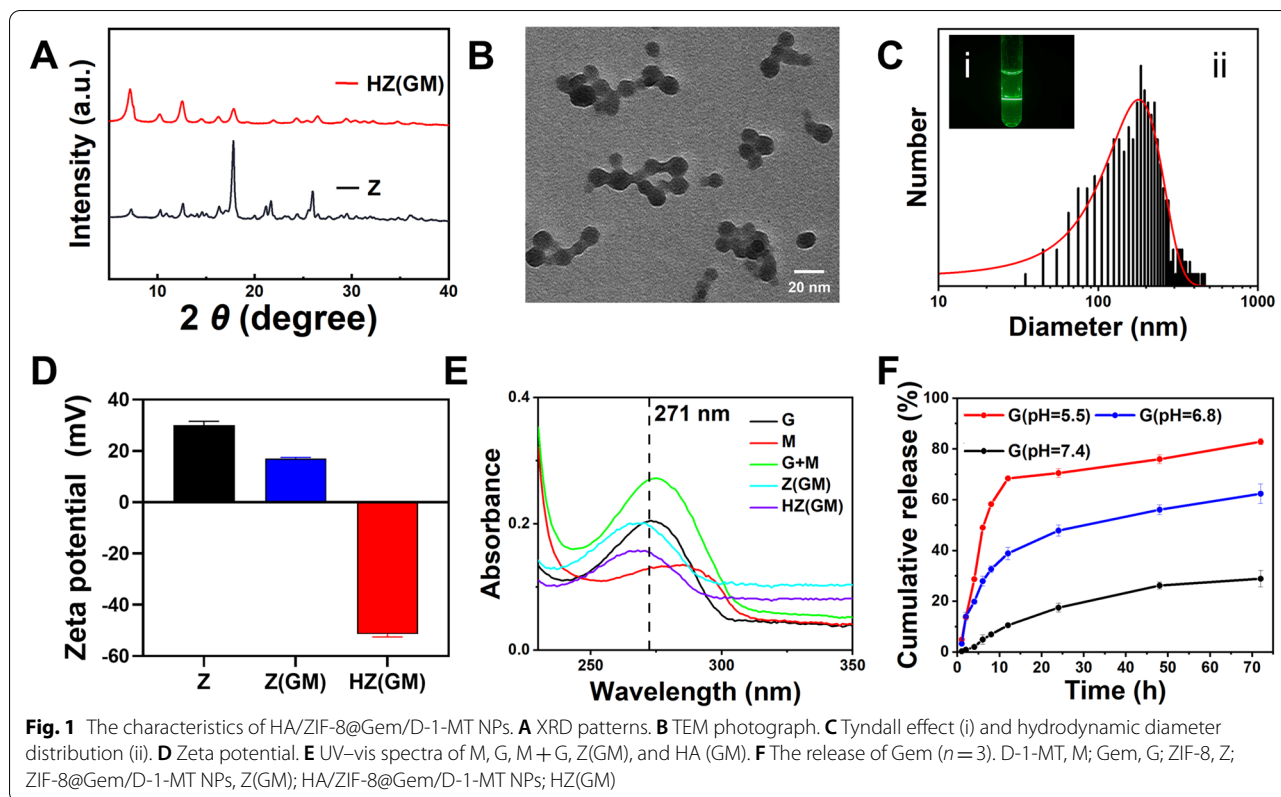 A
HZ(GM)
Z
Intensity (a.u.)
10 20 30 40
2 θ (degree)
B
20 nm
C
i
ii
Number
10 100 1000
Diameter (nm)
D
Zeta potential (mV)
40
20
0
-20
-40
-60
Z Z(GM) HZ(GM)
E
271 nm
G
M
G+M
Z(GM)
HZ(GM)
Absorbance
0.4
0.2
0.0
250 300 350
Wavelength (nm)
F
Cumulative release (%)
100
80
60
40
20
0
G(pH=5.5) G(pH=6.8)
G(pH=7.4)
0 10 20 30 40 50 60 70
Time (h)
Fig. 1 The characteristics of HA/ZIF-8@Gem/D-1-MT NPs. A XRD patterns. B TEM photograph. C Tyndall effect (i) and hydrodynamic diameter
distribution (ii). D Zeta potential. E UV–vis spectra of M, G, M + G, Z(GM), and HA (GM). F The release of Gem (n = 3). D-1-MT, M; Gem, G; ZIF-8, Z;
ZIF-8@Gem/D-1-MT NPs, Z(GM); HA/ZIF-8@Gem/D-1-MT NPs; HZ(GM)